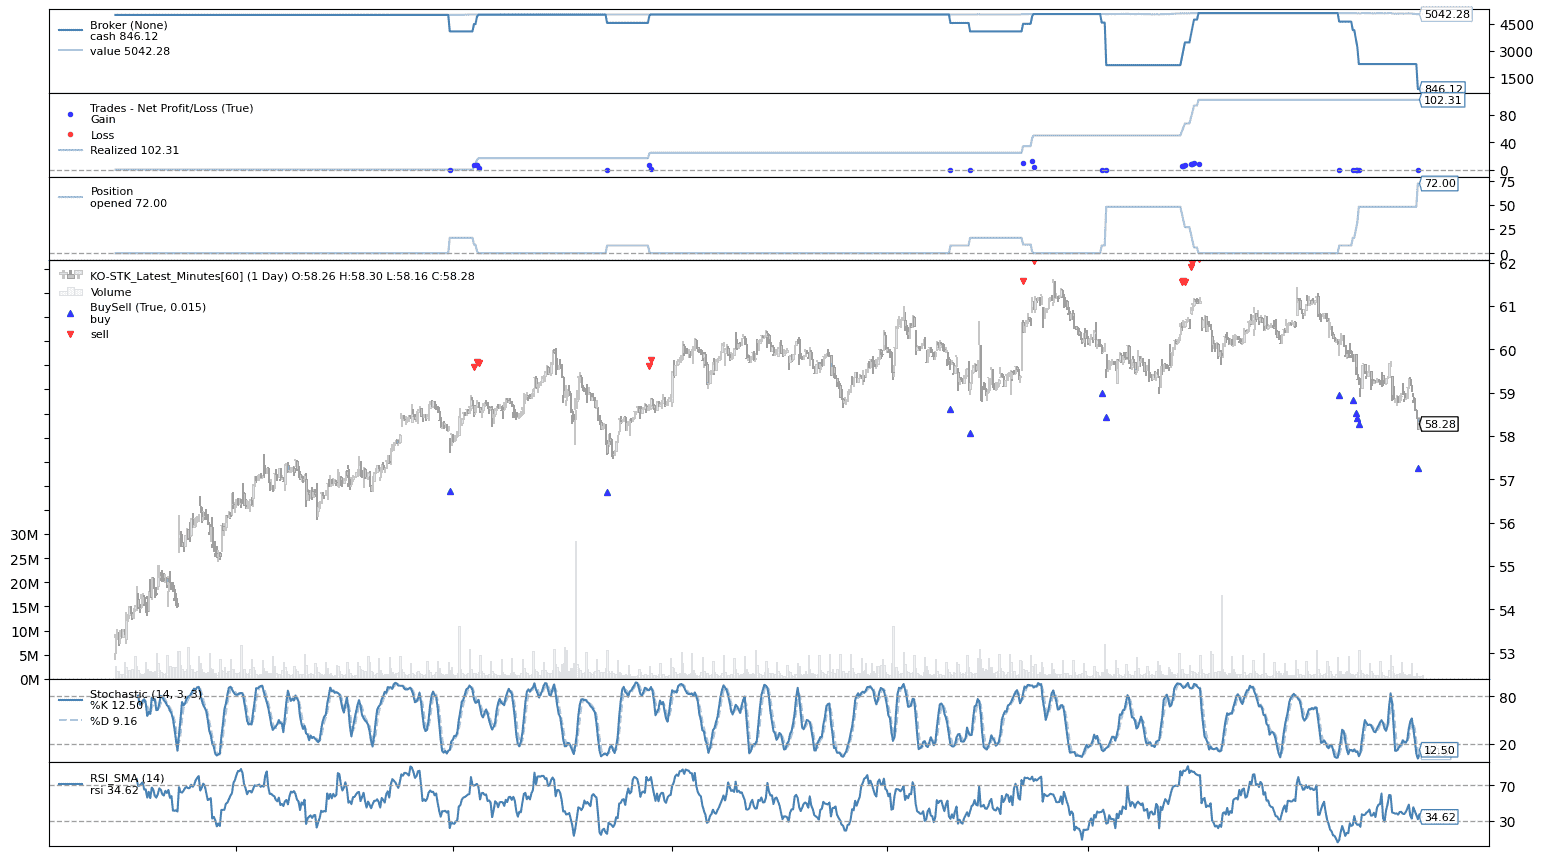 Broker (None)
cash 846.12
value 5042.28
5042.28
4500
3000
1500
846.12
Trades - Net Profit/Loss (True)
Gain
Loss
Realized 102.31
102.31
80
40
0
Position
opened 72.00
75
72.00
50
25
0
KO-STK_Latest_Minutes[60] (1 Day) O:58.26 H:58.30 L:58.16 C:58.28
Volume
BuySell (True, 0.015)
buy
sell
62
61
60
59
58.28
58
57
56
55
54
53
30M
25M
20M
15M
10M
5M
0M
Stochastic (14, 3, 3)
%K 12.50
%D 9.16
80
20
12.50
RSI_SMA (14)
rsi 34.62
70
30
34.62